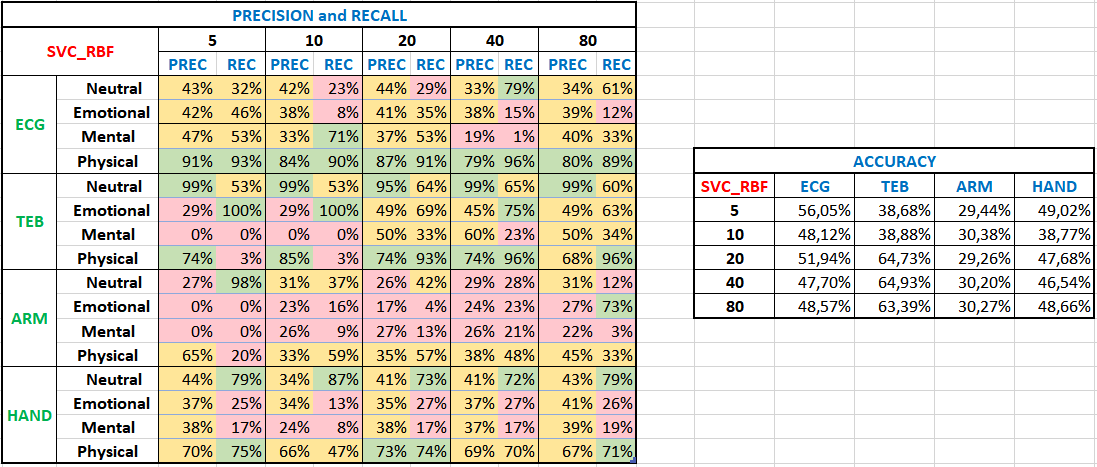 PRECISION and RECALL
SVC_RBF 5 10 20 40 80
PREC REC PREC REC PREC REC PREC REC PREC REC
ECG Neutral 43% 32% 42% 23% 44% 29% 33% 79% 34% 61%
Emotional 42% 46% 38% 8% 41% 35% 38% 15% 39% 12%
Mental 47% 53% 33% 71% 37% 53% 19% 1% 40% 33%
Physical 91% 93% 84% 90% 87% 91% 79% 96% 80% 89%
TEB Neutral 99% 53% 99% 53% 95% 64% 99% 65% 99% 60%
Emotional 29% 100% 29% 100% 49% 69% 45% 75% 49% 63%
Mental 0% 0% 0% 0% 50% 33% 60% 23% 50% 34%
Physical 74% 3% 85% 3% 74% 93% 74% 96% 68% 96%
ARM Neutral 27% 98% 31% 37% 26% 42% 29% 28% 31% 12%
Emotional 0% 0% 23% 16% 17% 4% 24% 23% 27% 73%
Mental 0% 0% 26% 9% 27% 13% 26% 21% 22% 3%
Physical 65% 20% 33% 59% 35% 57% 38% 48% 45% 33%
HAND Neutral 44% 79% 34% 87% 41% 73% 41% 72% 43% 79%
Emotional 37% 25% 34% 13% 35% 27% 37% 27% 41% 26%
Mental 38% 17% 24% 8% 38% 17% 37% 17% 39% 19%
Physical 70% 75% 66% 47% 73% 74% 69% 70% 67% 71%
ACCURACY
SVC_RBF ECG TEB ARM HAND
5 56,05% 38,68% 29,44% 49,02%
10 48,12% 38,88% 30,38% 38,77%
20 51,94% 64,73% 29,26% 47,68%
40 47,70% 64,93% 30,20% 46,54%
80 48,57% 63,39% 30,27% 48,66%